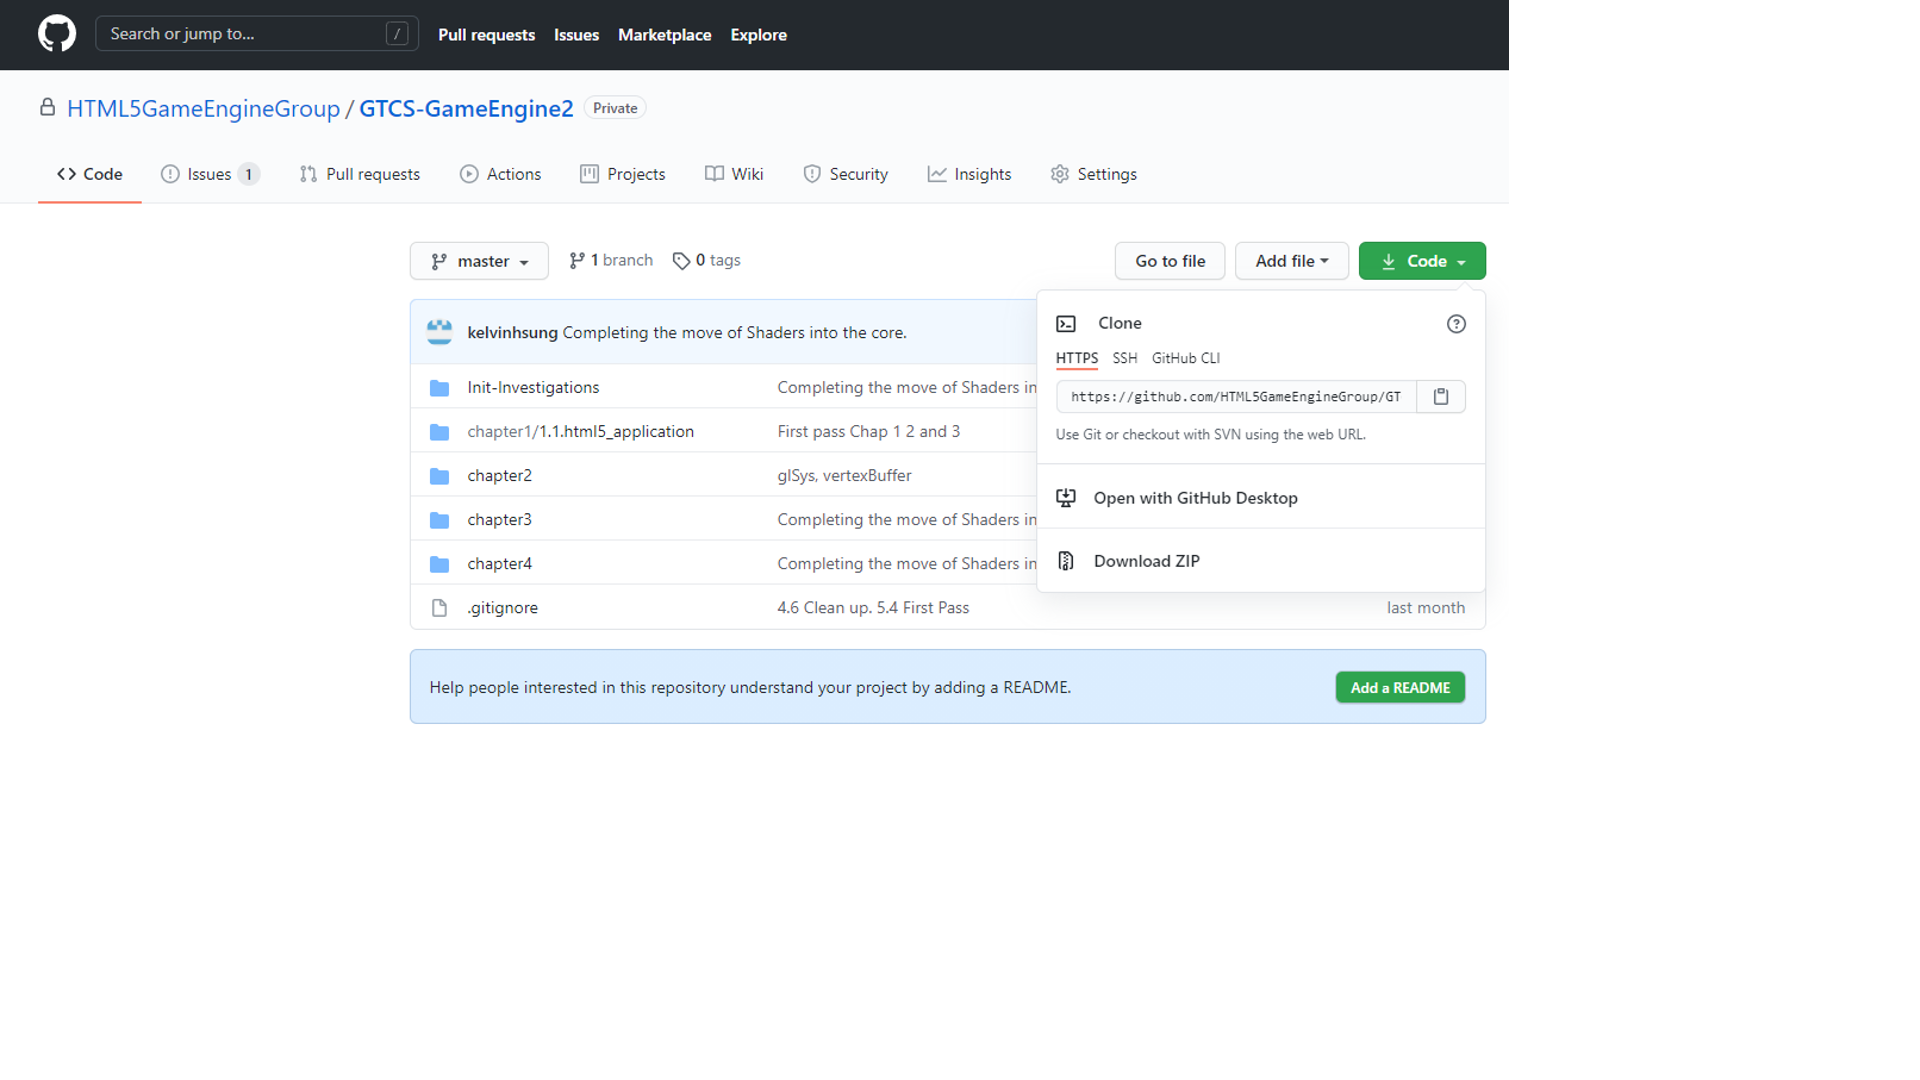 Search or jump to... /
Pull requests Issues Marketplace Explore
HTML5GameEngineGroup / GTCS-GameEngine2 Private
Code Issues 1 Pull requests Actions Projects Wiki Security Insights Settings
master 1 branch 0 tags Go to file Add file Code
kelvinhsung Completing the move of Shaders into the core.
Init-Investigations Completing the move of Shaders in
chapter1/1.1.html5_application First pass Chap 1 2 and 3
chapter2 glSys, vertexBuffer
chapter3 Completing the move of Shaders in
chapter4 Completing the move of Shaders in
.gitignore 4.6 Clean up. 5.4 First Pass last month
Clone
HTTPS SSH GitHub CLI
https://github.com/HTML5GameEngineGroup/GT
Use Git or checkout with SVN using the web URL.
Open with GitHub Desktop
Download ZIP
Help people interested in this repository understand your project by adding a README. Add a README